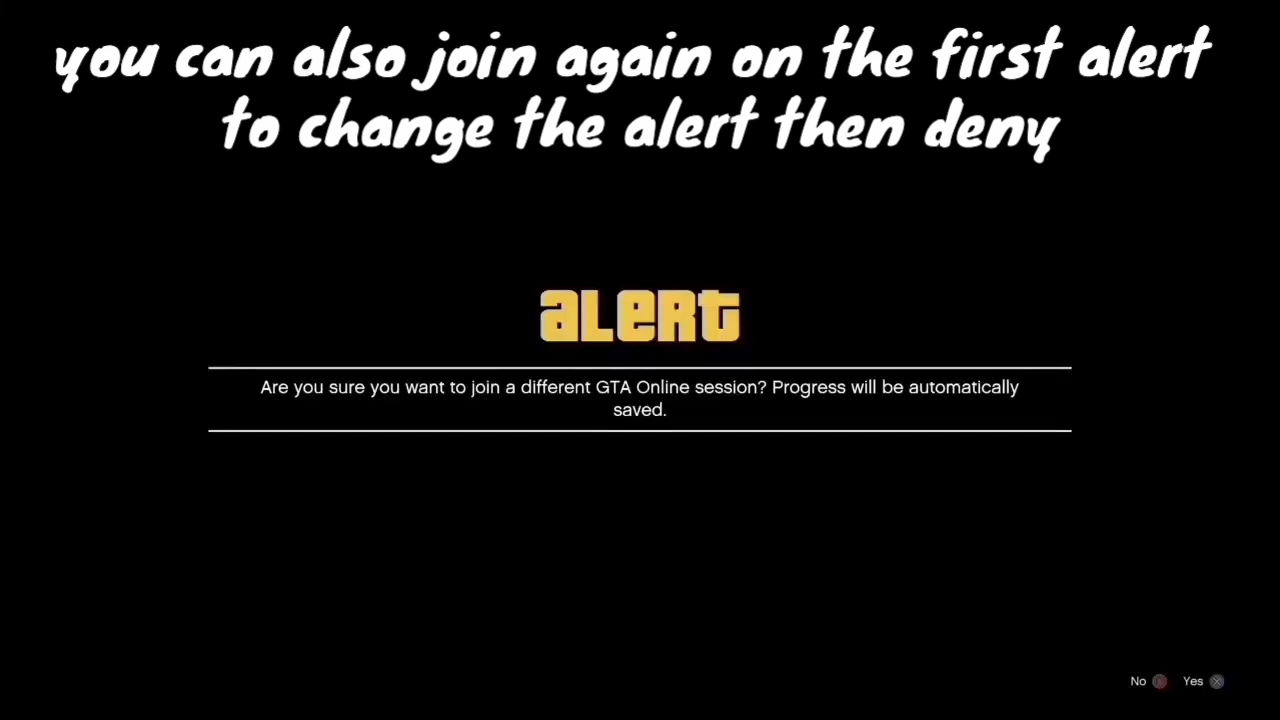 you can also join again on the first alert
to change the alert then deny
alert
Are you sure you want to join a different GTA Online session? Progress will be automatically
saved.
No Yes